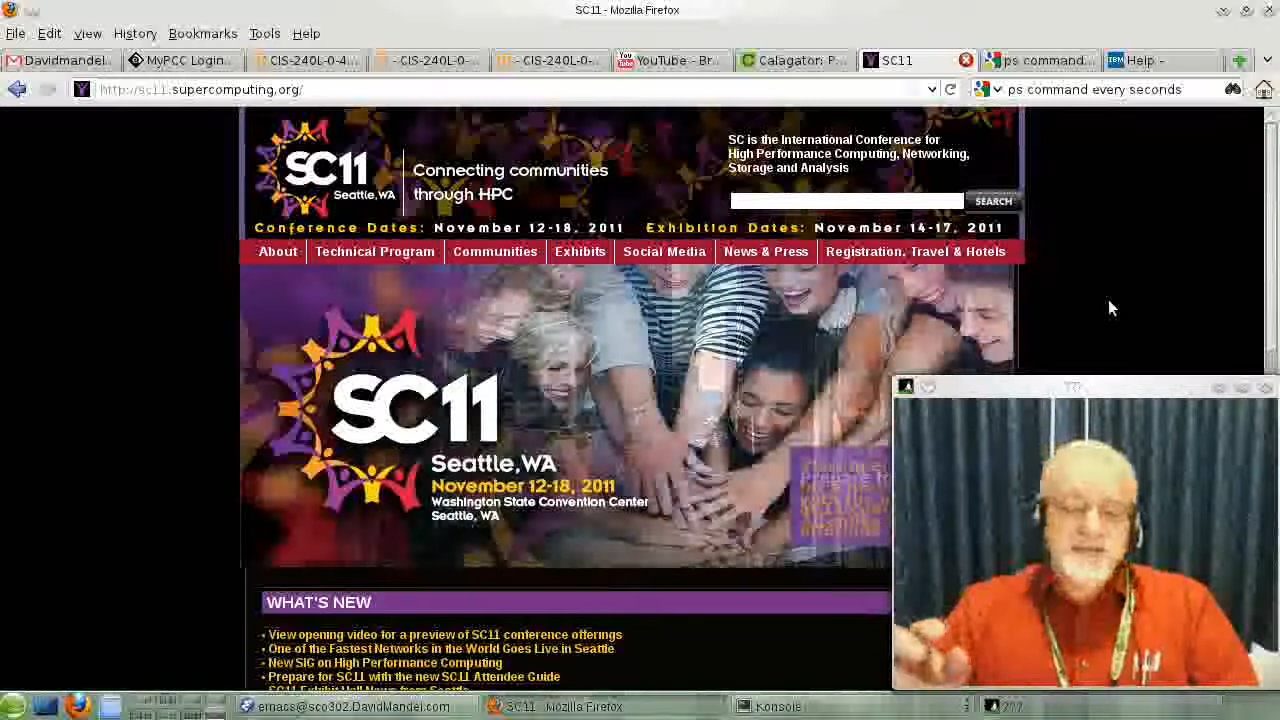 SC11 - Mozilla Firefox
File Edit View History Bookmarks Tools Help
Davidmandel... MyPCC Login... CIS-240L-0-4... - CIS-240L-0-... - CIS-240L-0-... YouTube - Br... Calagator: P... SC11 ps command... Help -
http://sc11.supercomputing.org/ ps command every seconds
SC11
Seattle, WA
Connecting communities
through HPC
SC is the International Conference for
High Performance Computing, Networking,
Storage and Analysis
SEARCH
Conference Dates: November 12-18, 2011 Exhibition Dates: November 14-17, 2011
About Technical Program Communities Exhibits Social Media News & Press Registration, Travel & Hotels
SC11
Seattle, WA
November 12-18, 2011
Washington State Convention Center
Seattle, WA
???
WHAT'S NEW
• View opening video for a preview of SC11 conference offerings
• One of the Fastest Networks in the World Goes Live in Seattle
• New SIG on High Performance Computing
• Prepare for SC11 with the new SC11 Attendee Guide
• SC11 Exhibit Hall News from Seattle
SC11 - Mozilla Firefox Konsole ???